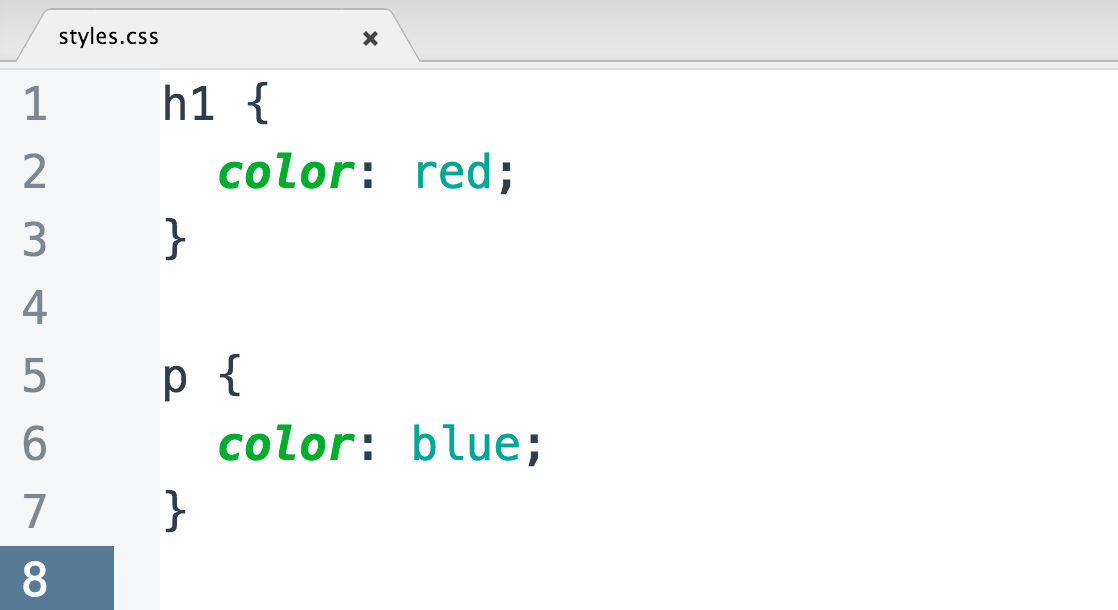 styles.css ×
1 h1 {
2   color: red;
3 }
4
5 p {
6   color: blue;
7 }
8